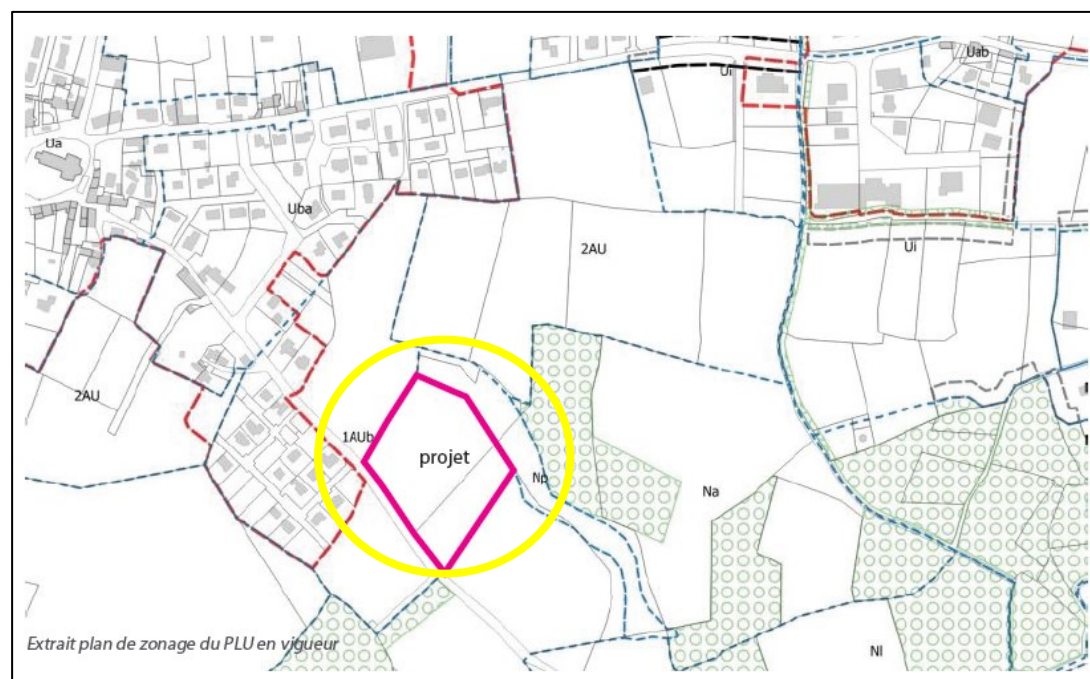 Ui
Uab
Ua
Uba
2AU
Ui
2AU
1AUb
projet
Np
Na
Extrait plan de zonage du PLU en vigueur
Nl